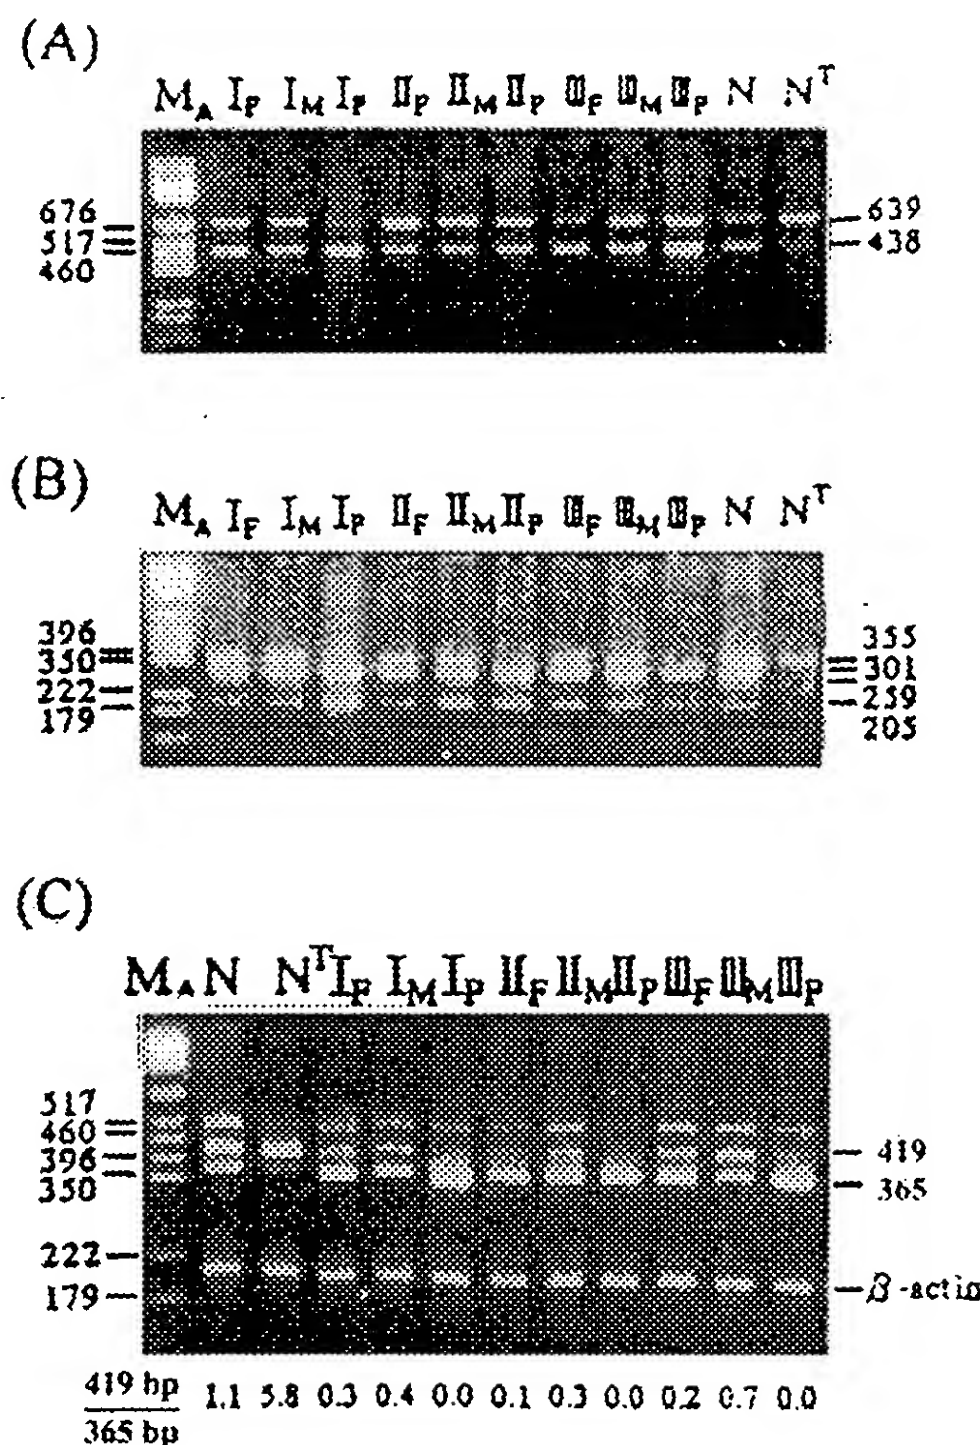 (A)
M_A I_F I_M I_P II_P II_M II_P III_F III_M III_P N N^T
676
517
460
639
438
(B)
M_A I_F I_M I_P II_F II_M II_P III_F III_M III_P N N^T
396
350
222
179
355
301
259
205
(C)
M_A N N^T I_F I_M I_P II_F II_M II_P III_F III_M III_P
517
460
396
350
222
179
419
365
β-actin
419 bp
365 bp
1.1 5.8 0.3 0.4 0.0 0.1 0.3 0.0 0.2 0.7 0.0